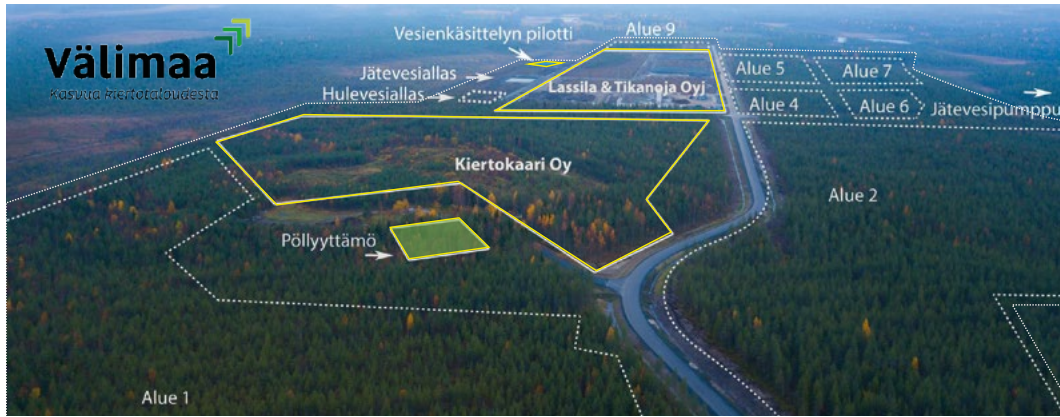 Välimaa
Kasvua kiertotaloudesta
Vesienkäsittelyn pilotti
Alue 9
Jätevesiallas
Hulevesiallas
Lassila & Tikanoja Oyj
Alue 5
Alue 7
Alue 4
Alue 6
Jätevesipumppu
Kiertokaari Oy
Alue 2
Pöllyyttämö
Alue 1